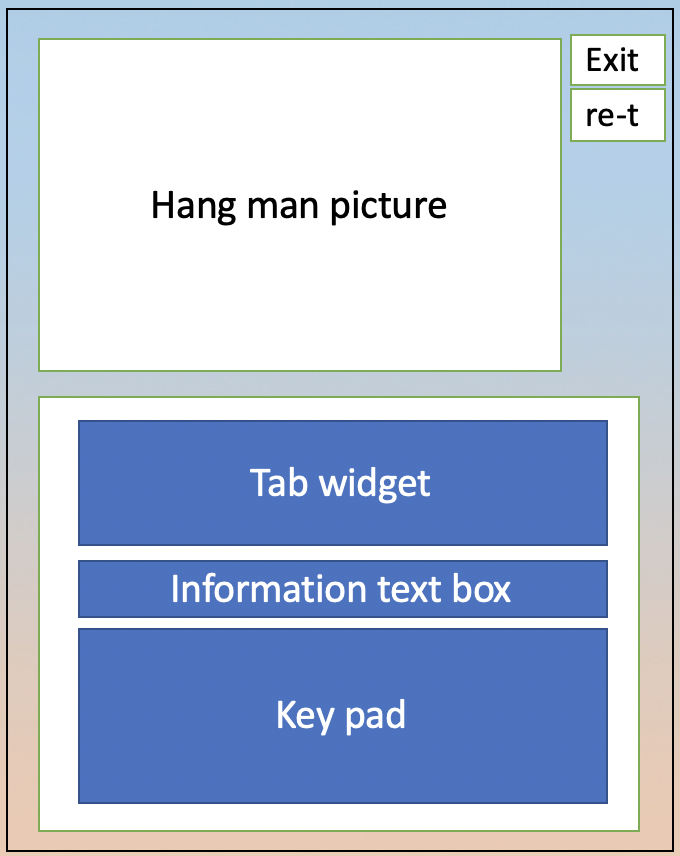 Exit
re-t
Hang man picture
Tab widget
Information text box
Key pad